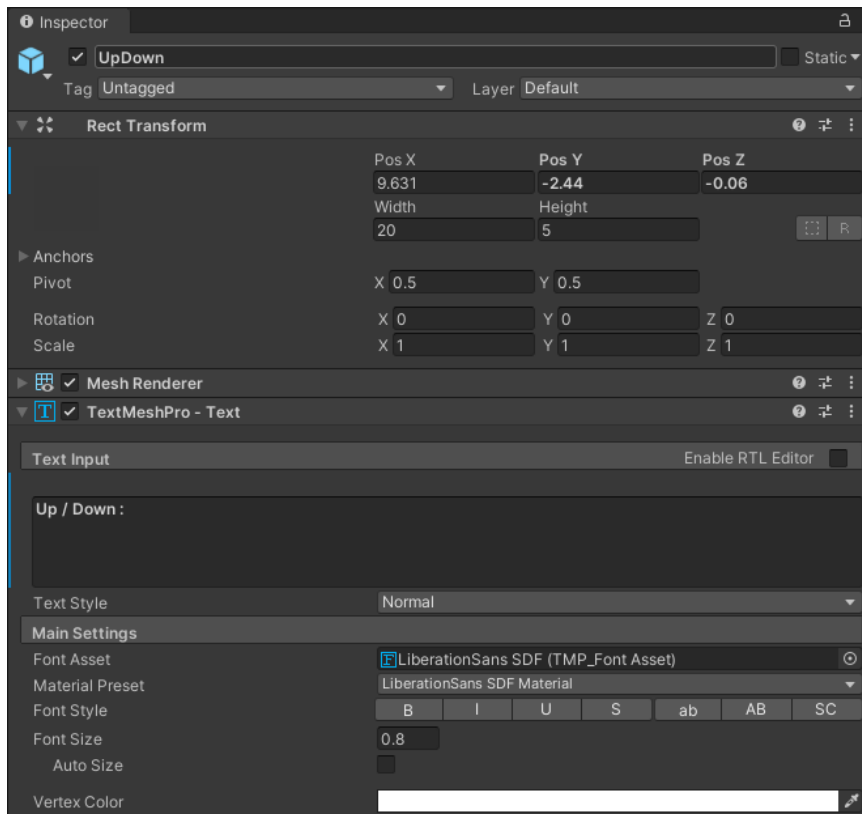 Inspector
UpDown Static
Tag Untagged Layer Default
Rect Transform
Pos X Pos Y Pos Z
9.631 -2.44 -0.06
Width Height
20 5
R
Anchors
Pivot X 0.5 Y 0.5
Rotation X 0 Y 0 Z 0
Scale X 1 Y 1 Z 1
Mesh Renderer
T TextMeshPro - Text
Text Input Enable RTL Editor
Up / Down :
Text Style Normal
Main Settings
Font Asset F LiberationSans SDF (TMP_Font Asset)
Material Preset LiberationSans SDF Material
Font Style B I U S ab AB SC
Font Size 0.8
Auto Size
Vertex Color